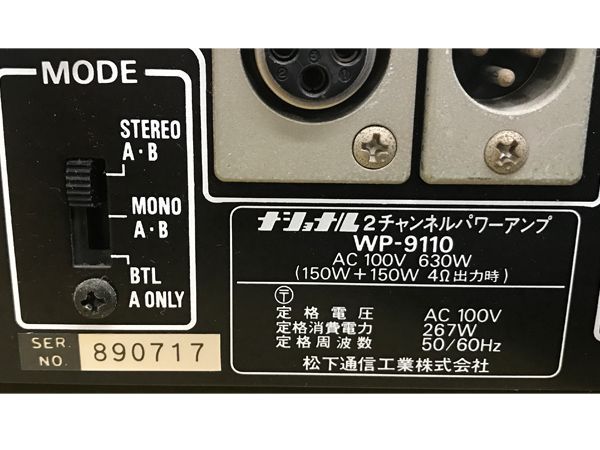 MODE
STEREO
A・B
MONO
A・B
BTL
A ONLY
SER.
NO.
890717
2
3
1
ナショナル2チャンネルパワーアンプ
WP-9110
AC 100V 630W
(150W+150W 4Ω出力時)
〒
定格電圧 AC 100V
定格消費電力 267W
定格周波数 50/60Hz
松下通信工業株式会社